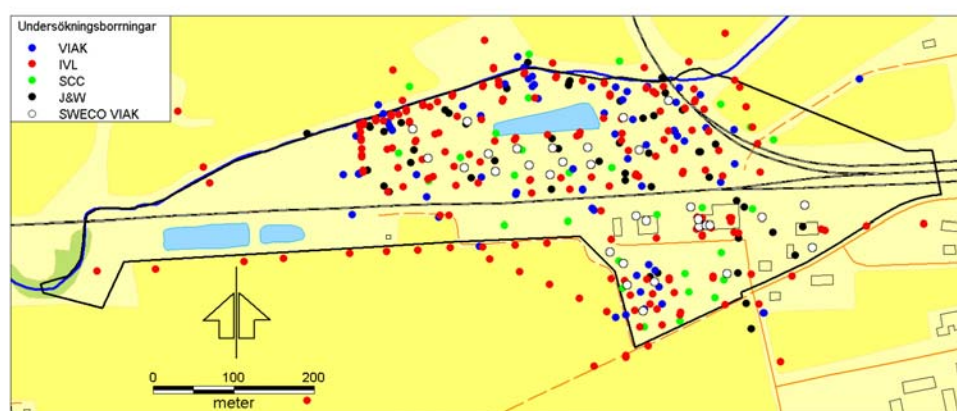 Undersökningsborrningar
VIAK
IVL
SCC
J&W
SWECO VIAK
0 100 200
meter